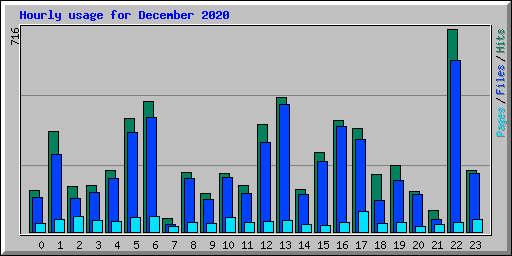 Hourly usage for December 2020
716
Pages / Files / Hits
0 1 2 3 4 5 6 7 8 9 10 11 12 13 14 15 16 17 18 19 20 21 22 23